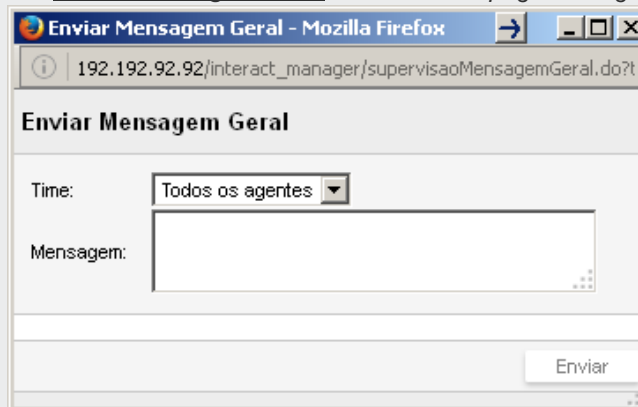 Enviar Mensagem Geral - Mozilla Firefox
192.192.92.92/interact_manager/supervisaoMensagemGeral.do?t
Enviar Mensagem Geral
Time: Todos os agentes
Mensagem:
Enviar